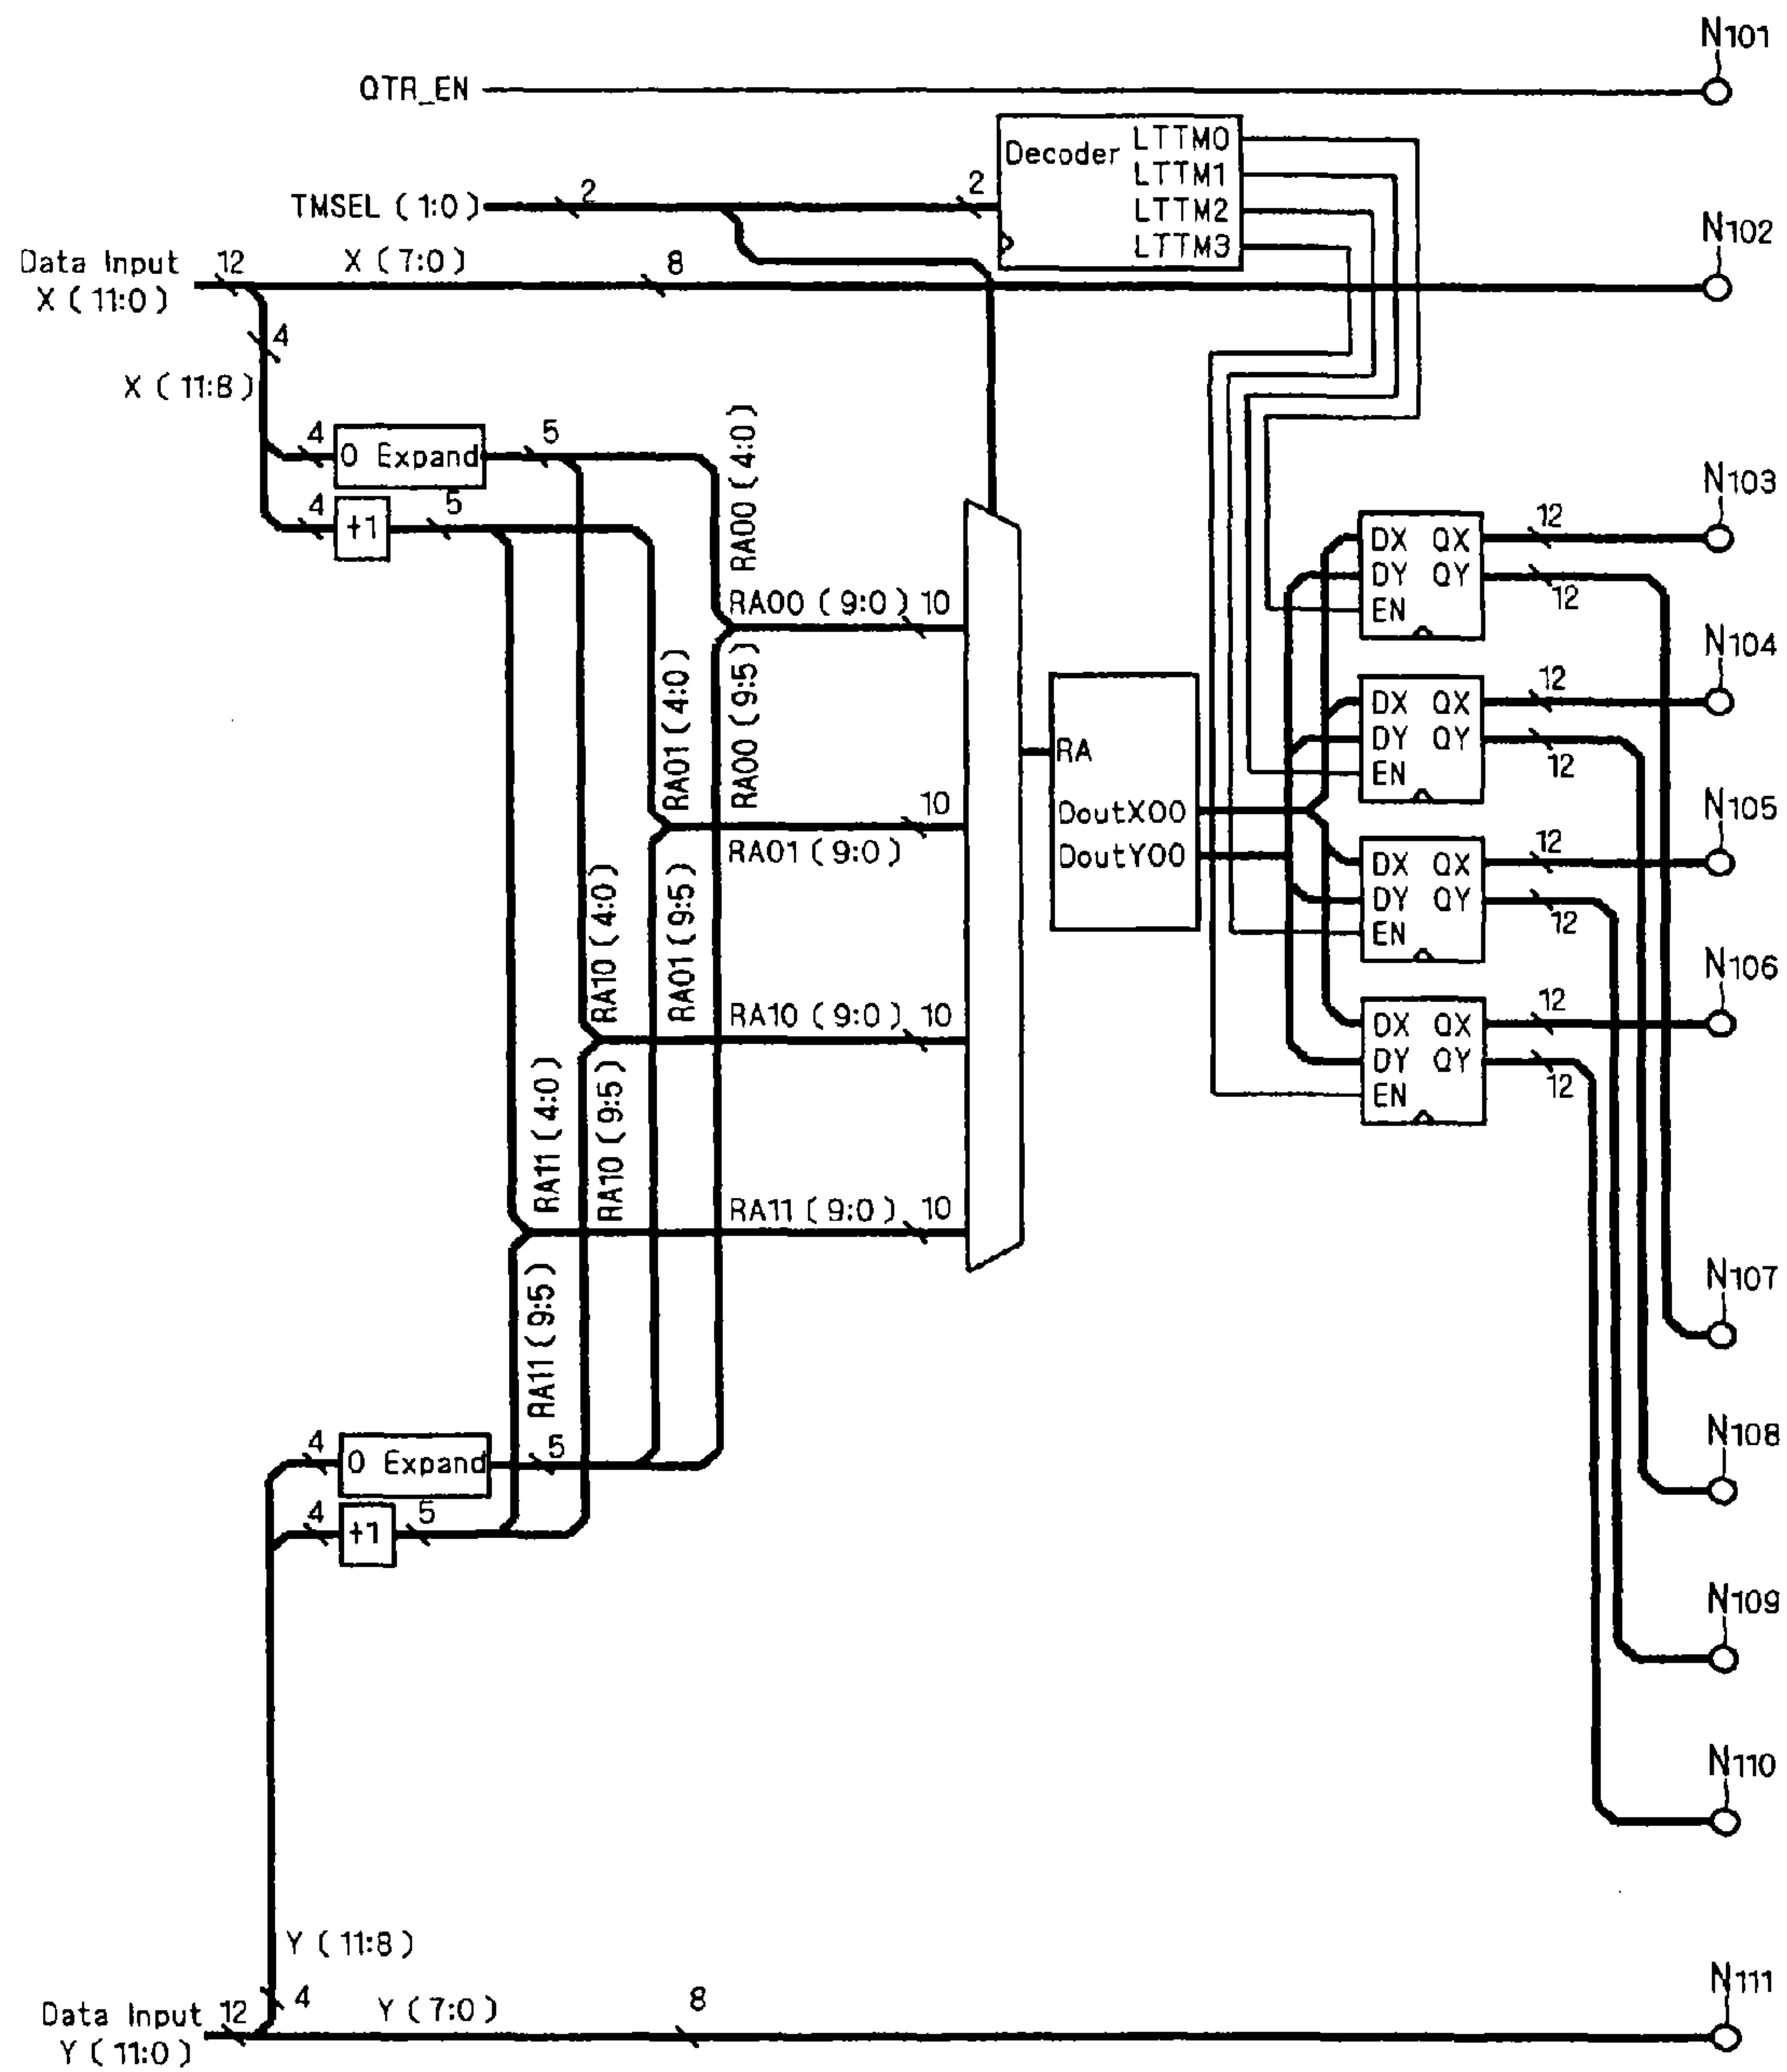 N101
QTR_EN
Decoder
LTTM0
LTTM1
LTTM2
LTTM3
TMSEL ( 1:0 )
2
2
N102
Data Input
X ( 11:0 )
12
X ( 7:0 )
8
4
X ( 11:8 )
4
0 Expand
5
4
+1
5
RA00 ( 4:0 )
RA00 ( 9:0 )
10
RA00 ( 9:5 )
RA01 ( 4:0 )
10
RA01 ( 9:0 )
RA01 ( 9:5 )
RA10 ( 4:0 )
RA10 ( 9:0 )
10
RA10 ( 9:5 )
RA11 ( 4:0 )
RA11 ( 9:0 )
10
RA11 ( 9:5 )
RA
DoutX00
DoutY00
DX QX
DY QY
EN
12
12
N103
DX QX
DY QY
EN
12
12
N104
DX QX
DY QY
EN
12
12
N105
DX QX
DY QY
EN
12
12
N106
N107
N108
N109
N110
4
0 Expand
5
4
+1
5
Y ( 11:8 )
4
Data Input
Y ( 11:0 )
12
Y ( 7:0 )
8
N111